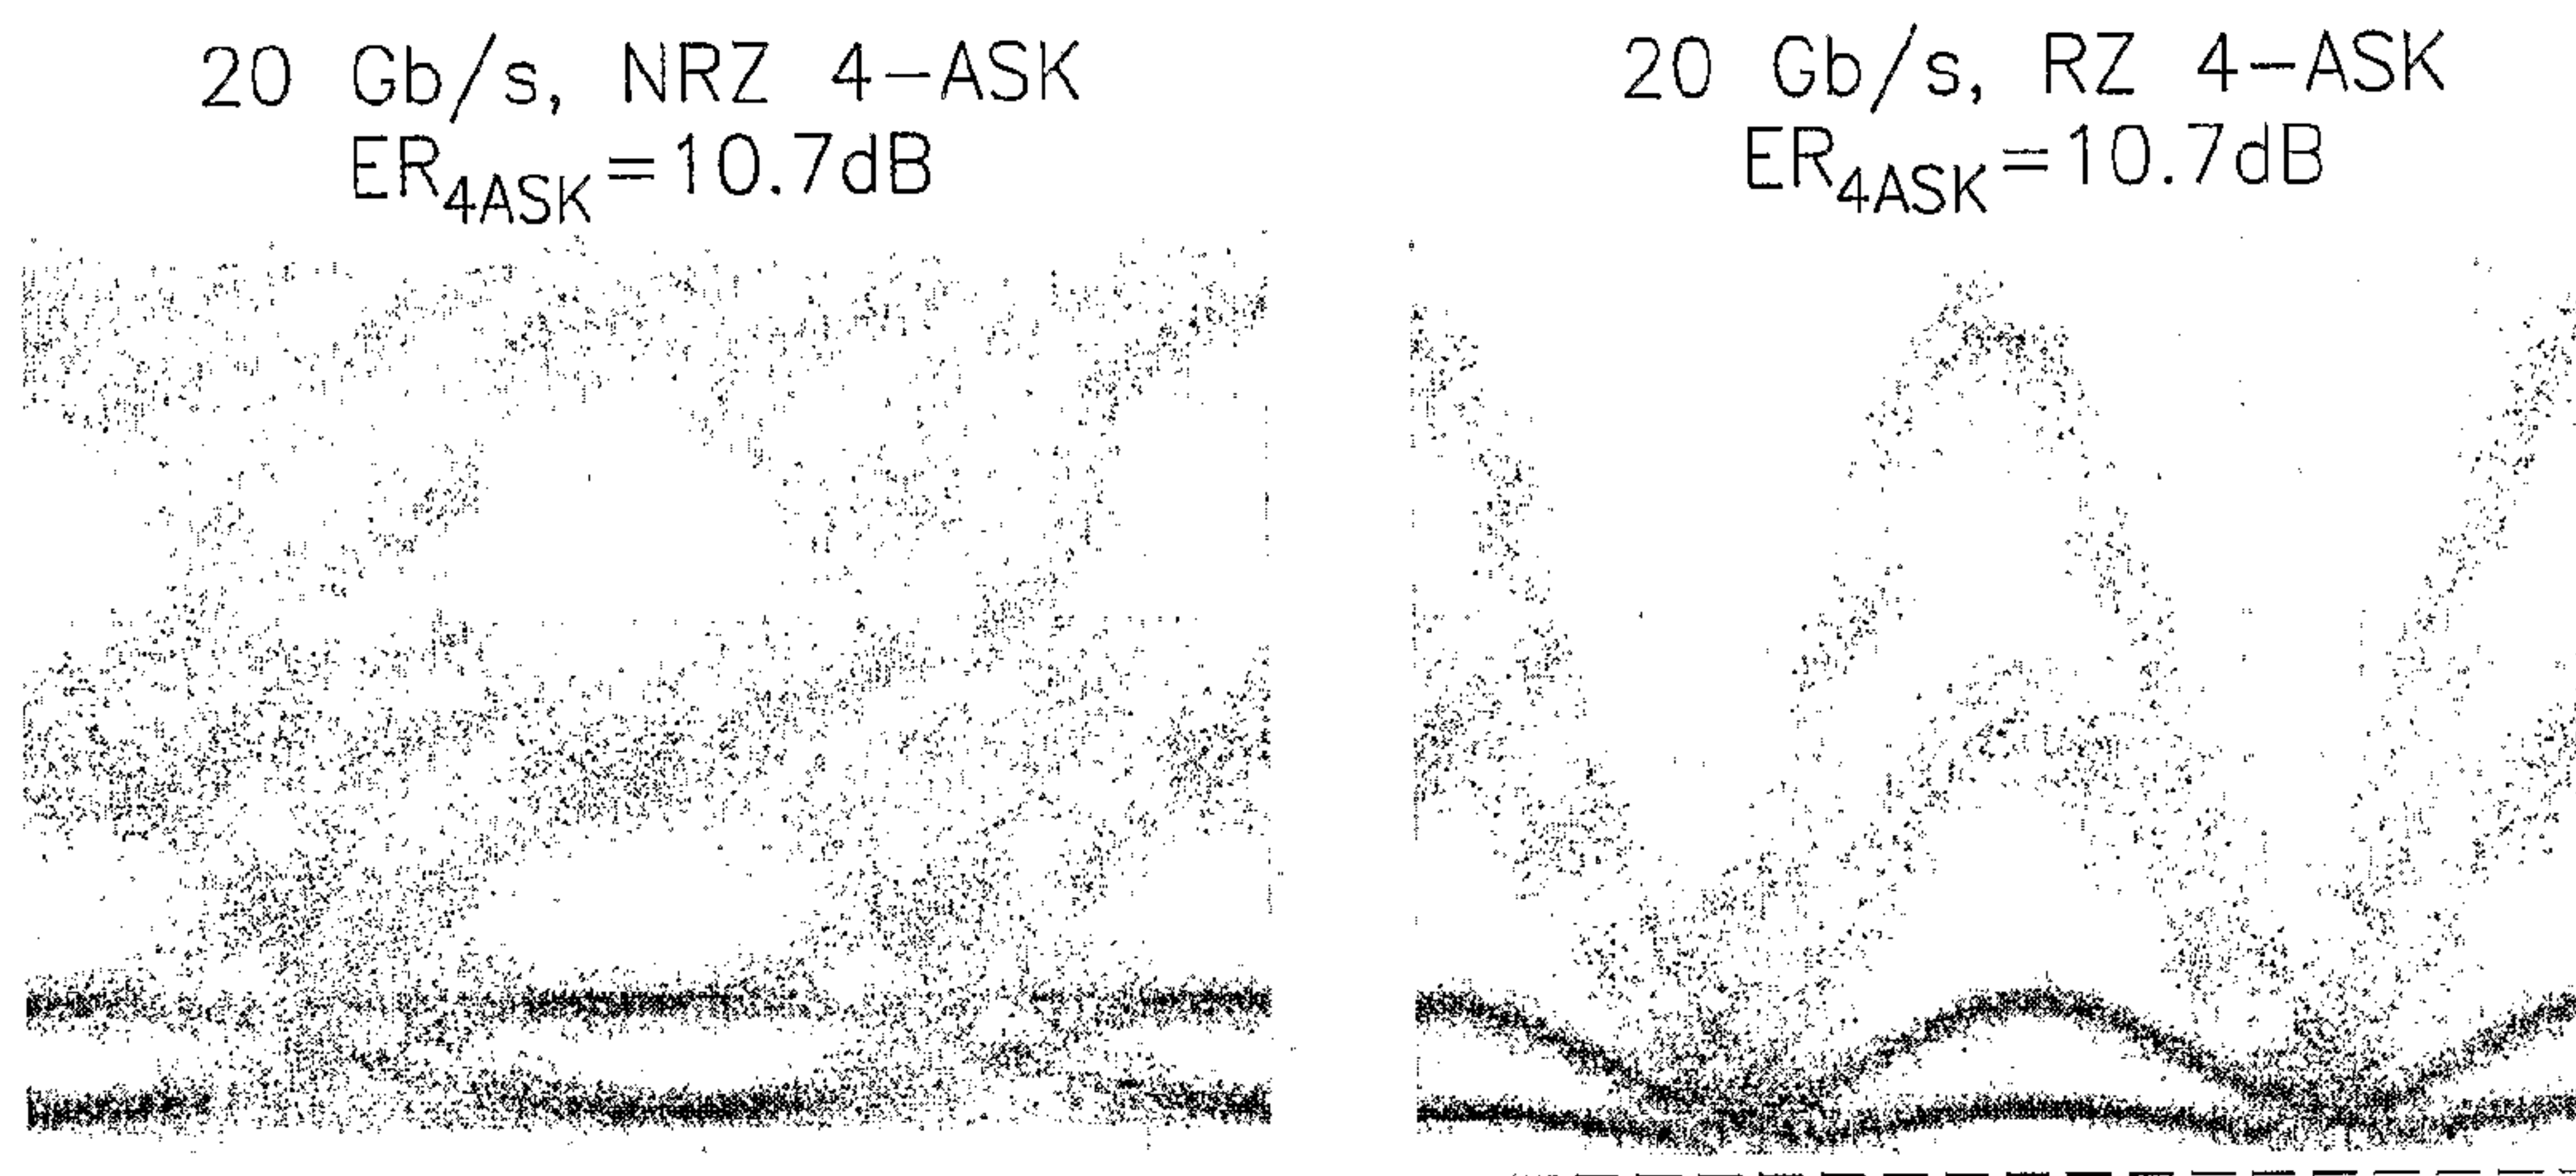 20 Gb/s, NRZ 4-ASK
ER4ASK=10.7dB
20 Gb/s, RZ 4-ASK
ER4ASK=10.7dB